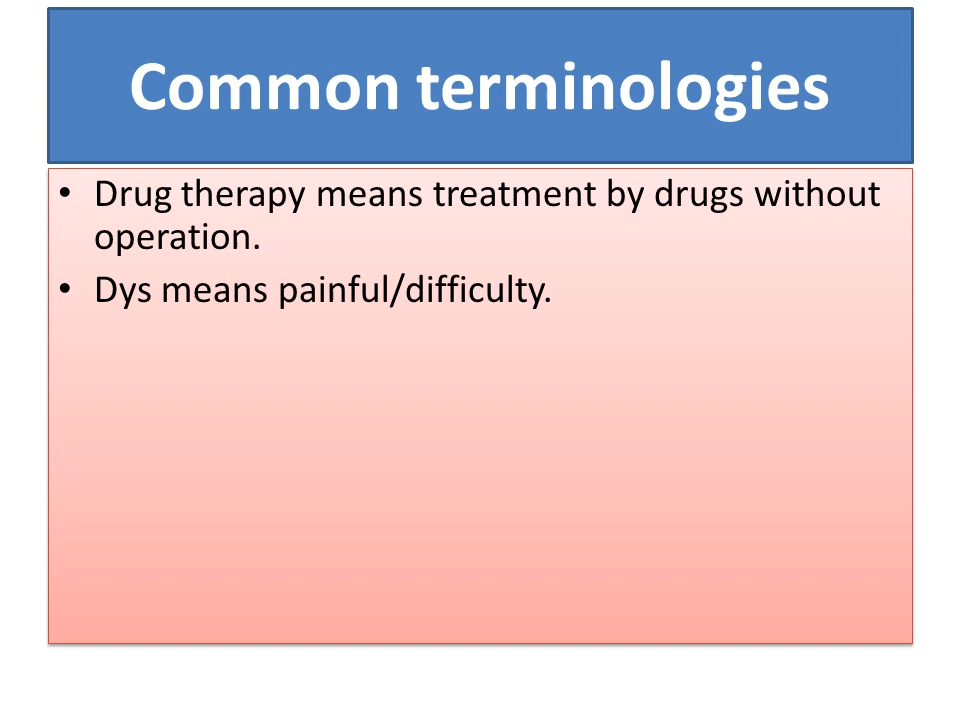 Common terminologies
• Drug therapy means treatment by drugs without
operation.
• Dys means painful/difficulty.